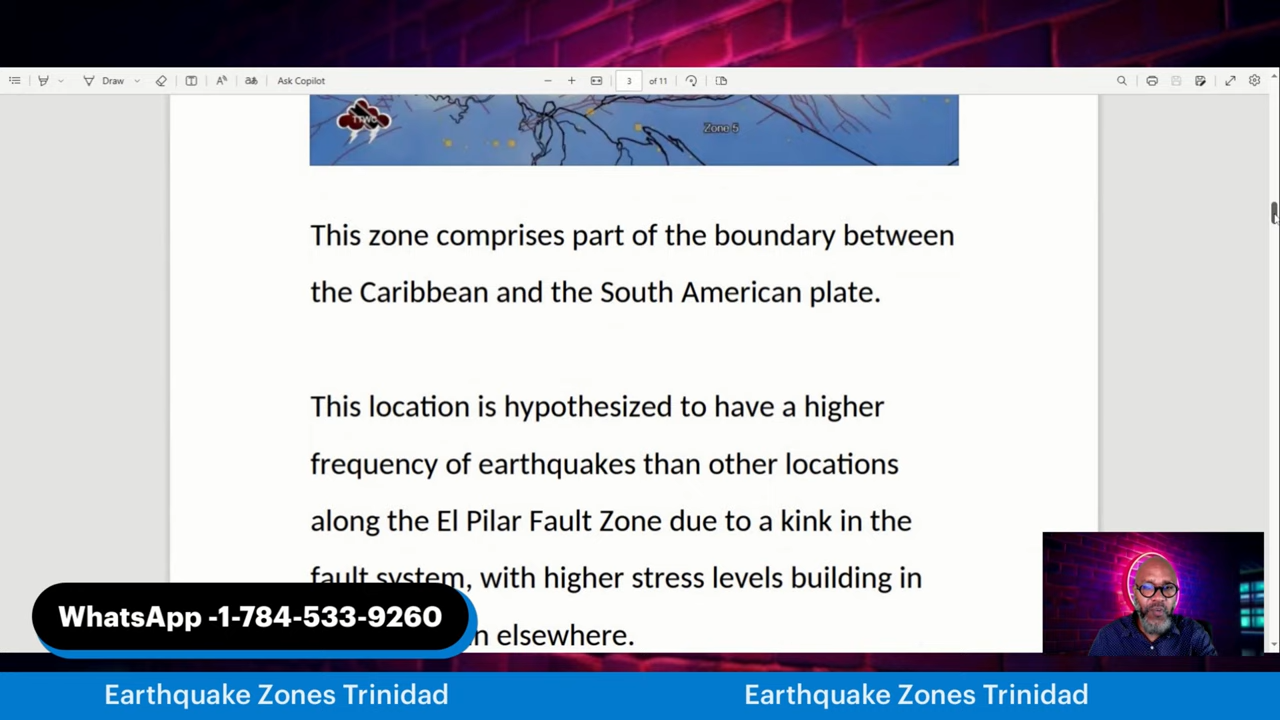 Draw
Ask Copilot
3 of 11
TTWC
Zone 5
This zone comprises part of the boundary between
the Caribbean and the South American plate.
This location is hypothesized to have a higher
frequency of earthquakes than other locations
along the El Pilar Fault Zone due to a kink in the
fault system, with higher stress levels building in
elsewhere.
WhatsApp -1-784-533-9260
Earthquake Zones Trinidad
Earthquake Zones Trinidad